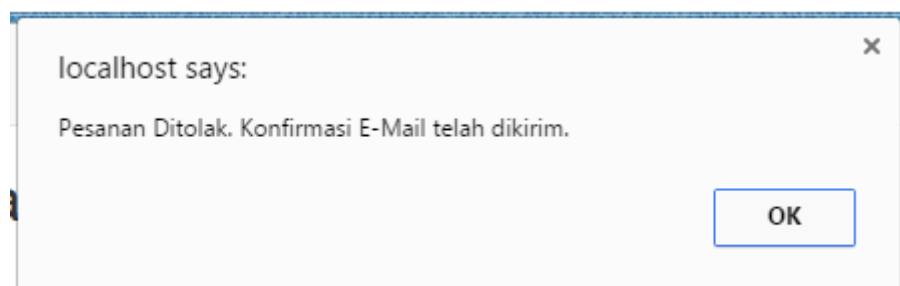 localhost says:
Pesanan Ditolak. Konfirmasi E-Mail telah dikirim.
OK